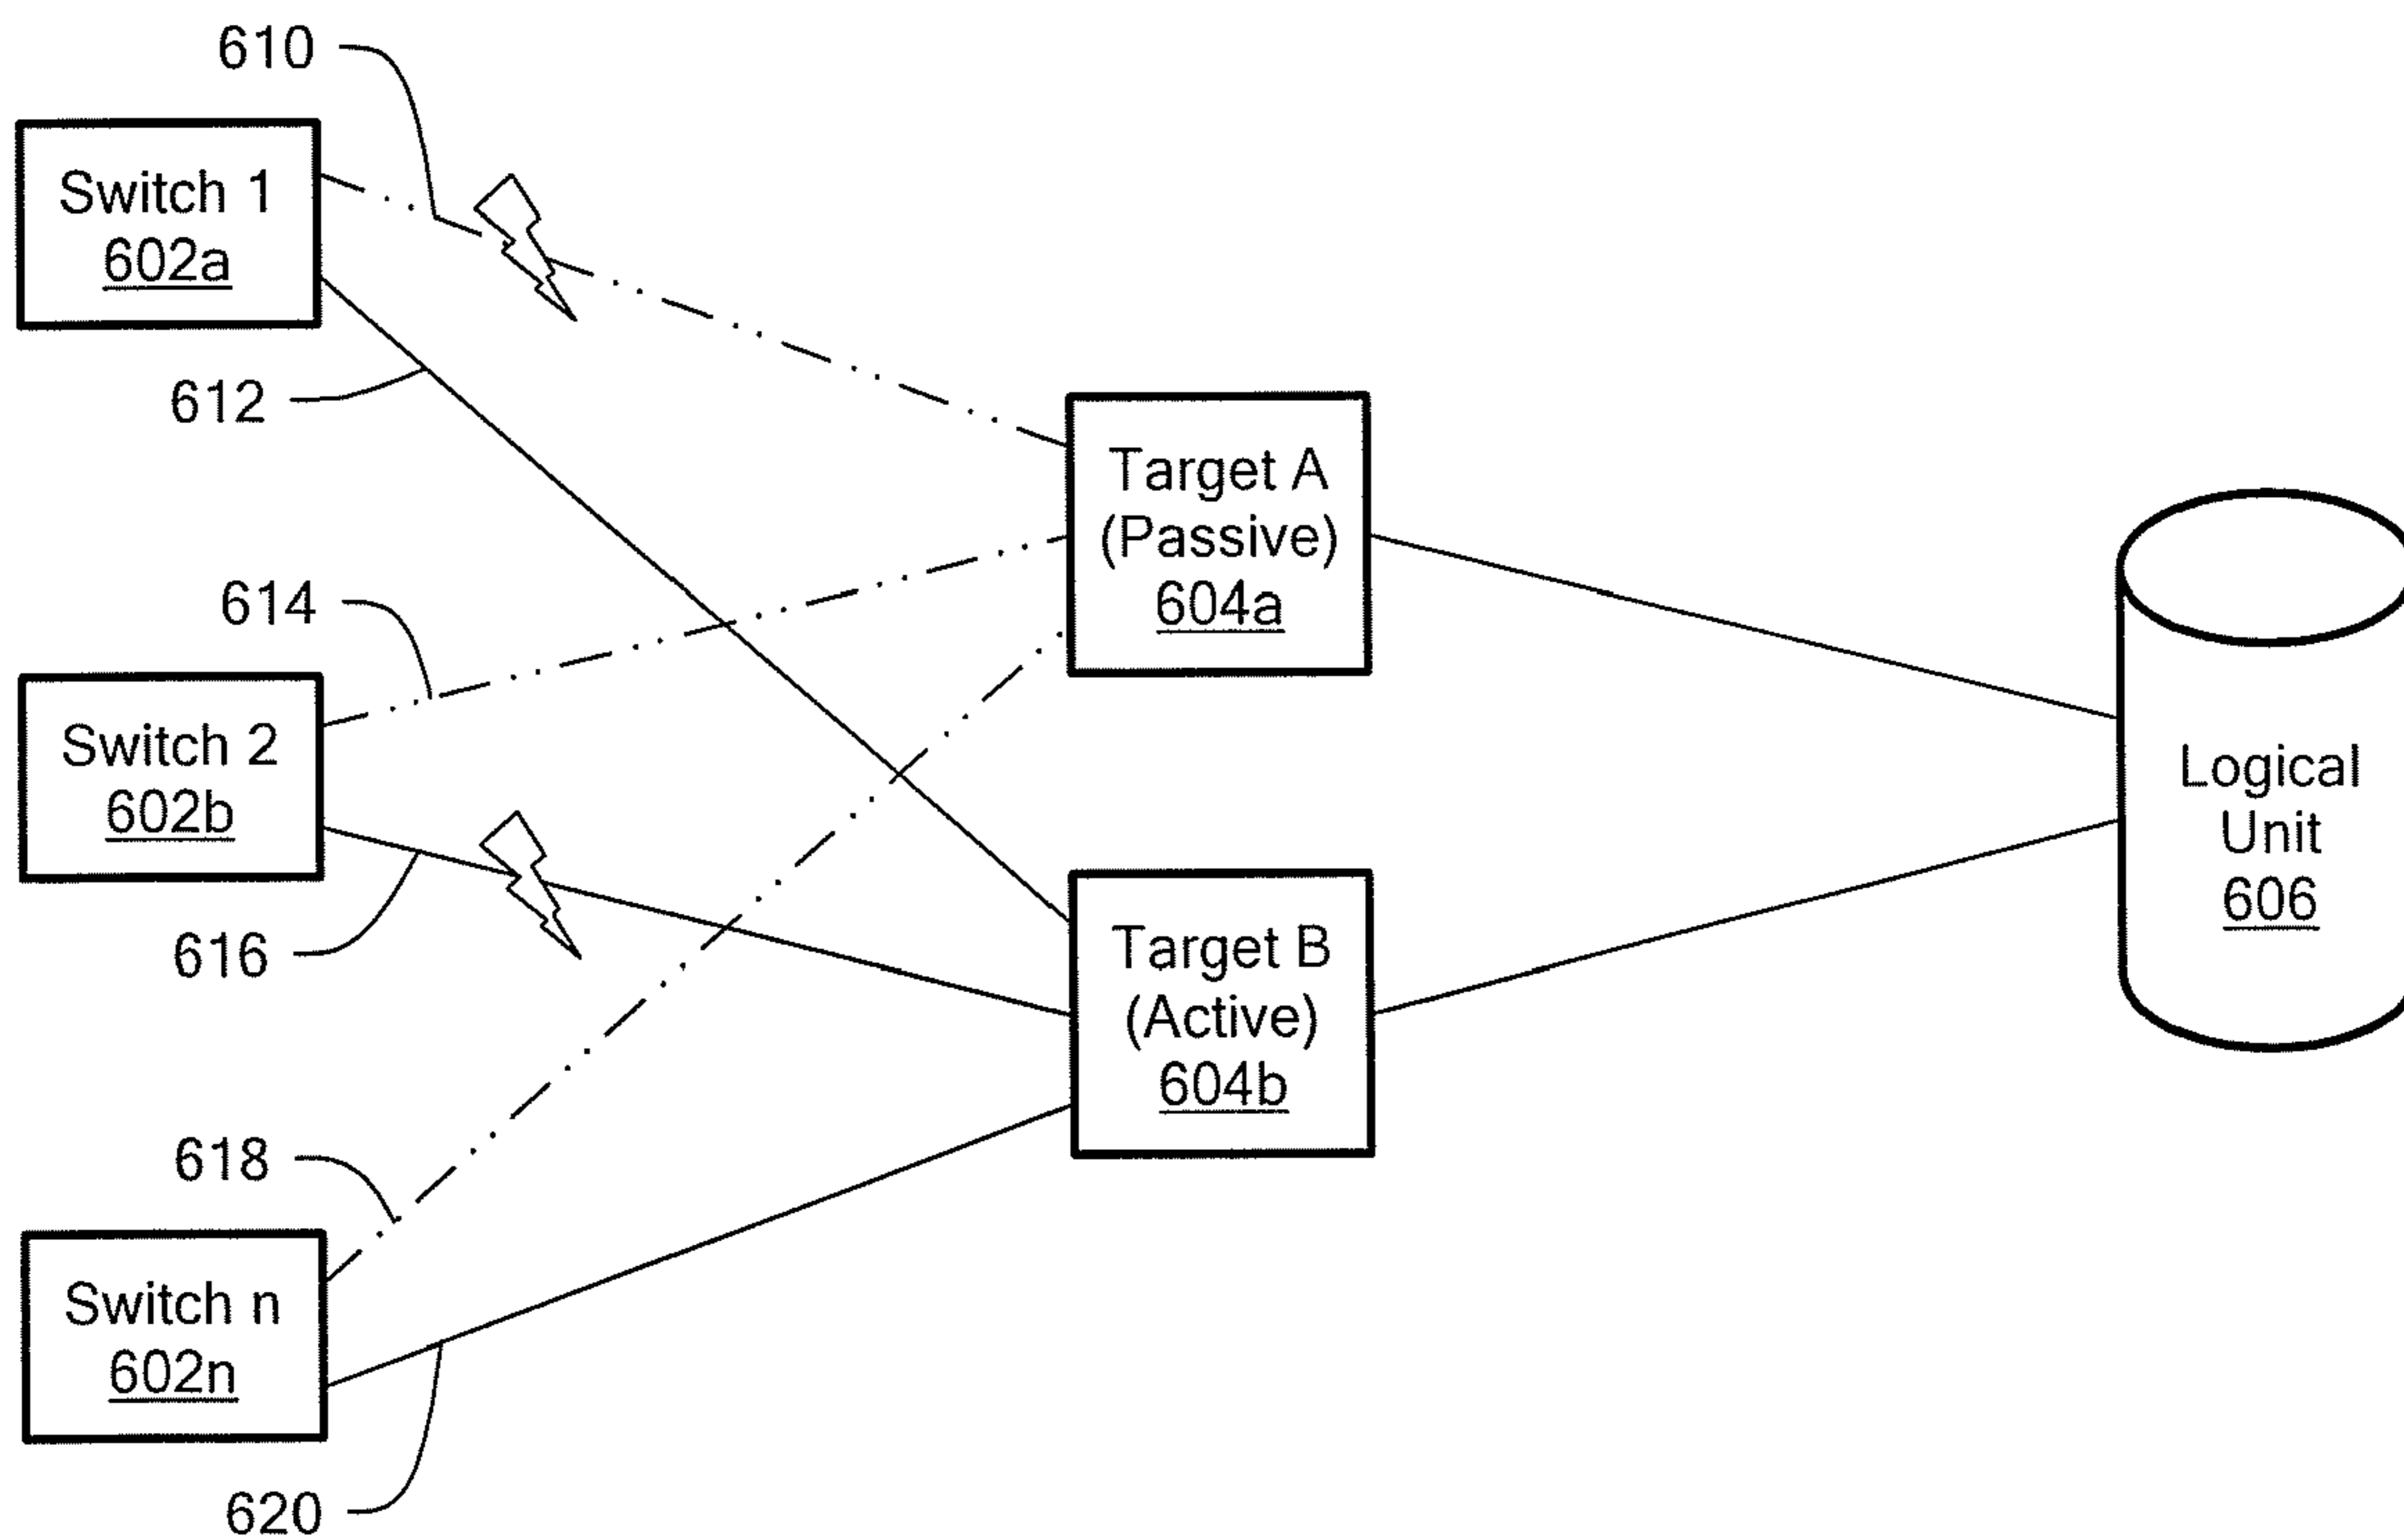 610
Switch 1
602a
612
Target A
(Passive)
604a
614
Switch 2
602b
616
Logical
Unit
606
Target B
(Active)
604b
618
Switch n
602n
620